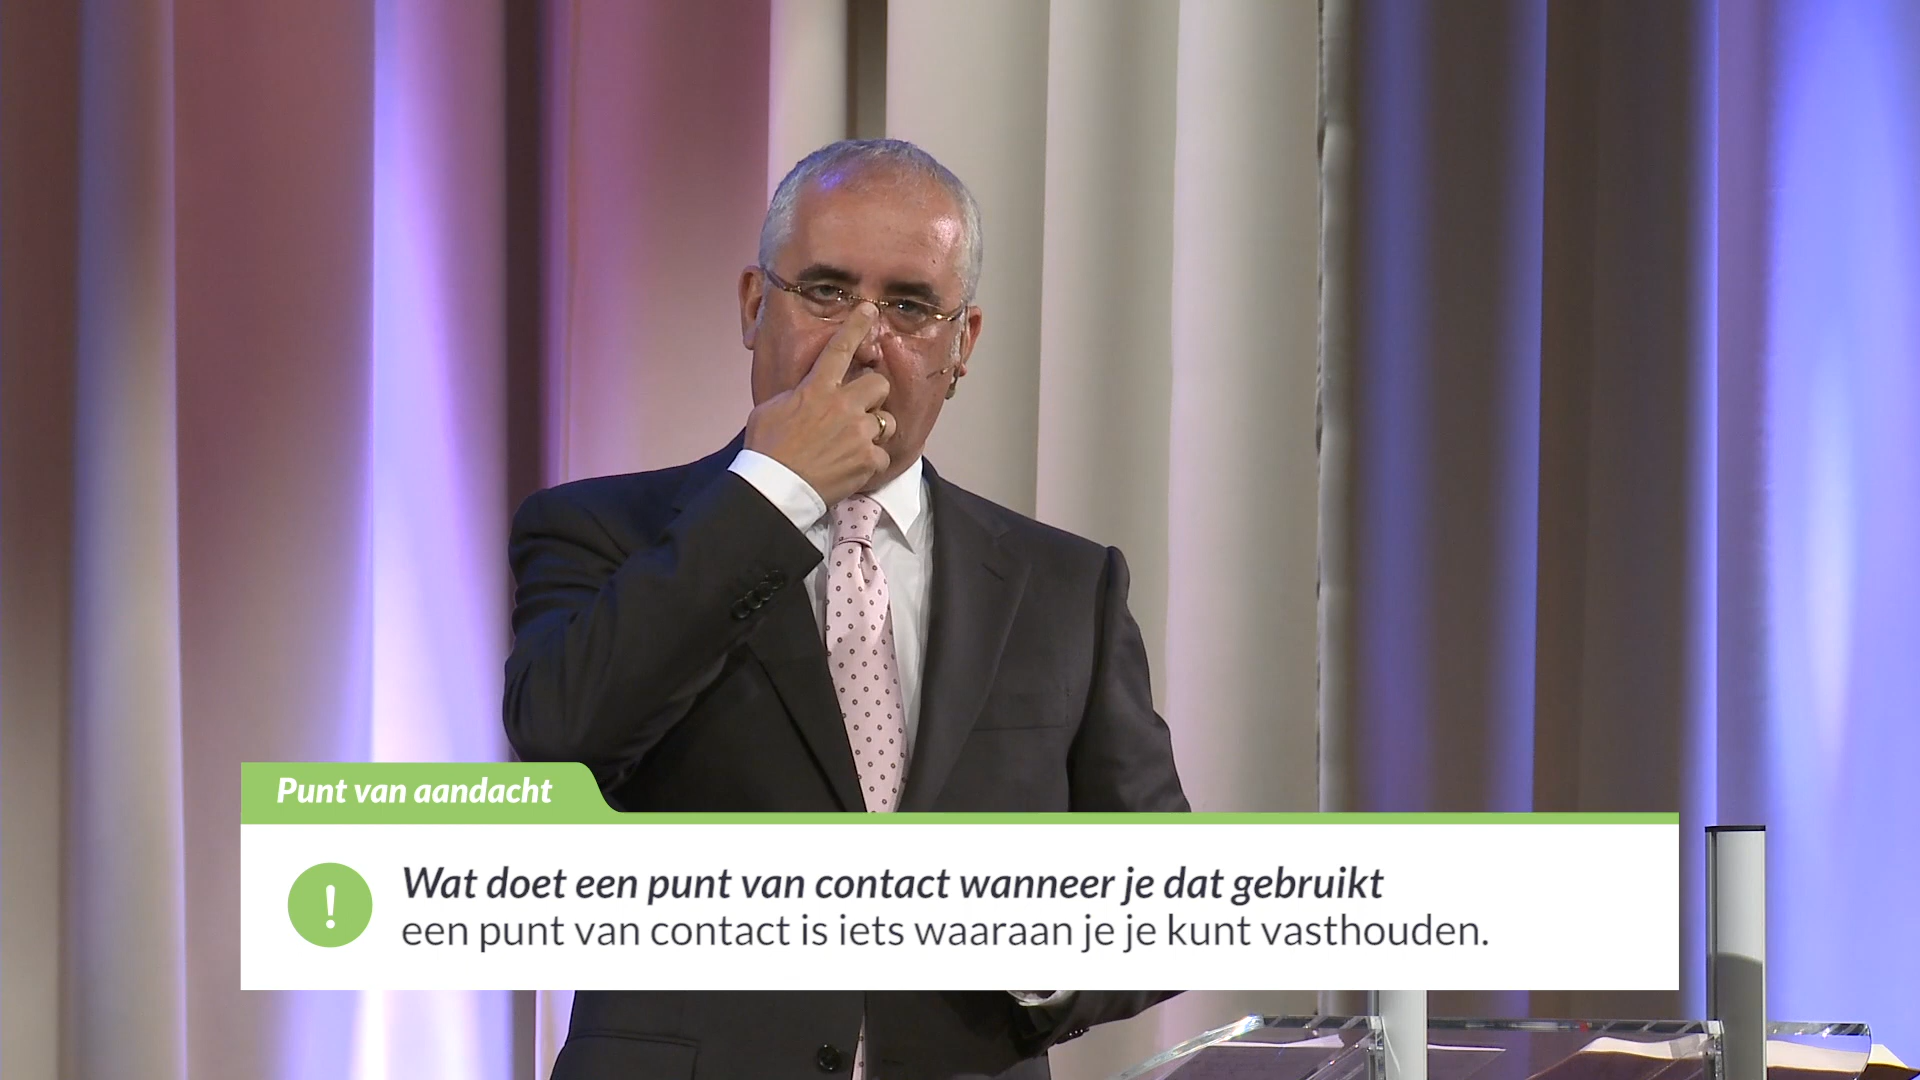 Punt van aandacht
!
Wat doet een punt van contact wanneer je dat gebruikt
een punt van contact is iets waaraan je je kunt vasthouden.